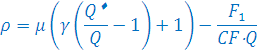 ρ = μ(γ(Q♦/Q − 1) + 1) − F₁/(CF·Q)